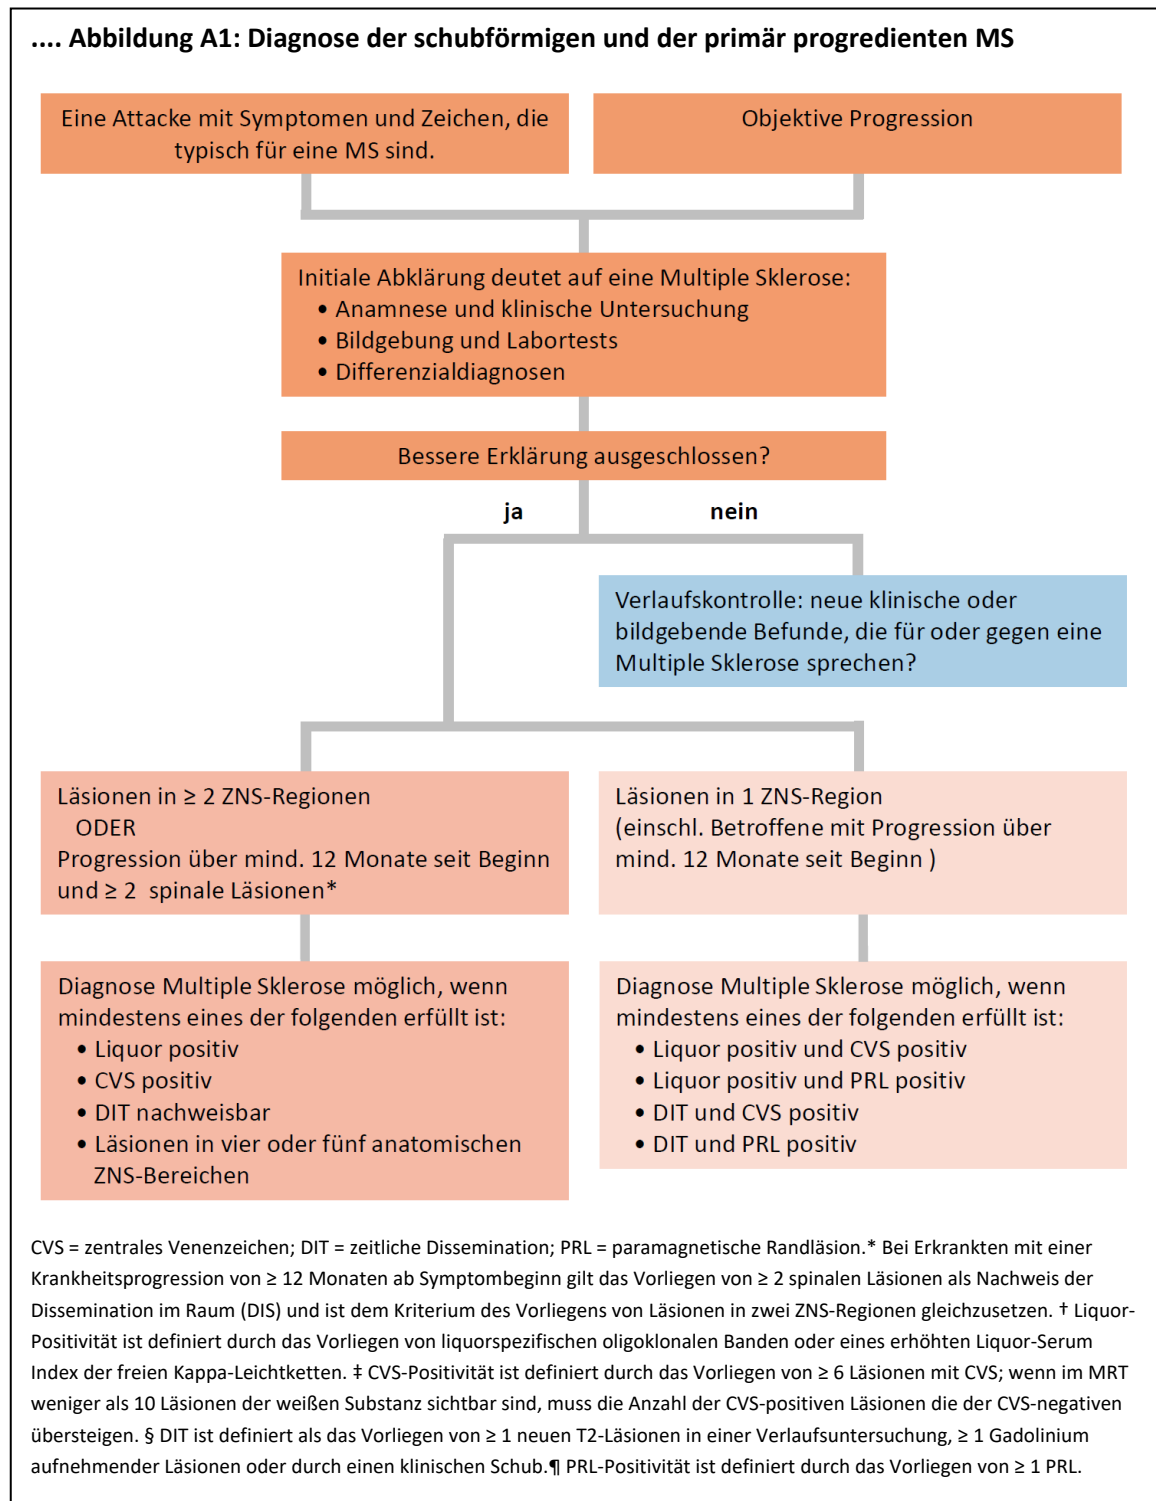 .... Abbildung A1: Diagnose der schubförmigen und der primär progredienten MS
Eine Attacke mit Symptomen und Zeichen, die
typisch für eine MS sind.
Objektive Progression
Initiale Abklärung deutet auf eine Multiple Sklerose:
• Anamnese und klinische Untersuchung
• Bildgebung und Labortests
• Differenzialdiagnosen
Bessere Erklärung ausgeschlossen?
ja
nein
Verlaufskontrolle: neue klinische oder
bildgebende Befunde, die für oder gegen eine
Multiple Sklerose sprechen?
Läsionen in ≥ 2 ZNS-Regionen
ODER
Progression über mind. 12 Monate seit Beginn
und ≥ 2 spinale Läsionen*
Läsionen in 1 ZNS-Region
(einschl. Betroffene mit Progression über
mind. 12 Monate seit Beginn )
Diagnose Multiple Sklerose möglich, wenn
mindestens eines der folgenden erfüllt ist:
• Liquor positiv
• CVS positiv
• DIT nachweisbar
• Läsionen in vier oder fünf anatomischen
ZNS-Bereichen
Diagnose Multiple Sklerose möglich, wenn
mindestens eines der folgenden erfüllt ist:
• Liquor positiv und CVS positiv
• Liquor positiv und PRL positiv
• DIT und CVS positiv
• DIT und PRL positiv
CVS = zentrales Venenzeichen; DIT = zeitliche Dissemination; PRL = paramagnetische Randläsion.* Bei Erkrankten mit einer
Krankheitsprogression von ≥ 12 Monaten ab Symptombeginn gilt das Vorliegen von ≥ 2 spinalen Läsionen als Nachweis der
Dissemination im Raum (DIS) und ist dem Kriterium des Vorliegens von Läsionen in zwei ZNS-Regionen gleichzusetzen. † Liquor-
Positivität ist definiert durch das Vorliegen von liquorspezifischen oligoklonalen Banden oder eines erhöhten Liquor-Serum
Index der freien Kappa-Leichtketten. ‡ CVS-Positivität ist definiert durch das Vorliegen von ≥ 6 Läsionen mit CVS; wenn im MRT
weniger als 10 Läsionen der weißen Substanz sichtbar sind, muss die Anzahl der CVS-positiven Läsionen die der CVS-negativen
übersteigen. § DIT ist definiert als das Vorliegen von ≥ 1 neuen T2-Läsionen in einer Verlaufsuntersuchung, ≥ 1 Gadolinium
aufnehmender Läsionen oder durch einen klinischen Schub.¶ PRL-Positivität ist definiert durch das Vorliegen von ≥ 1 PRL.